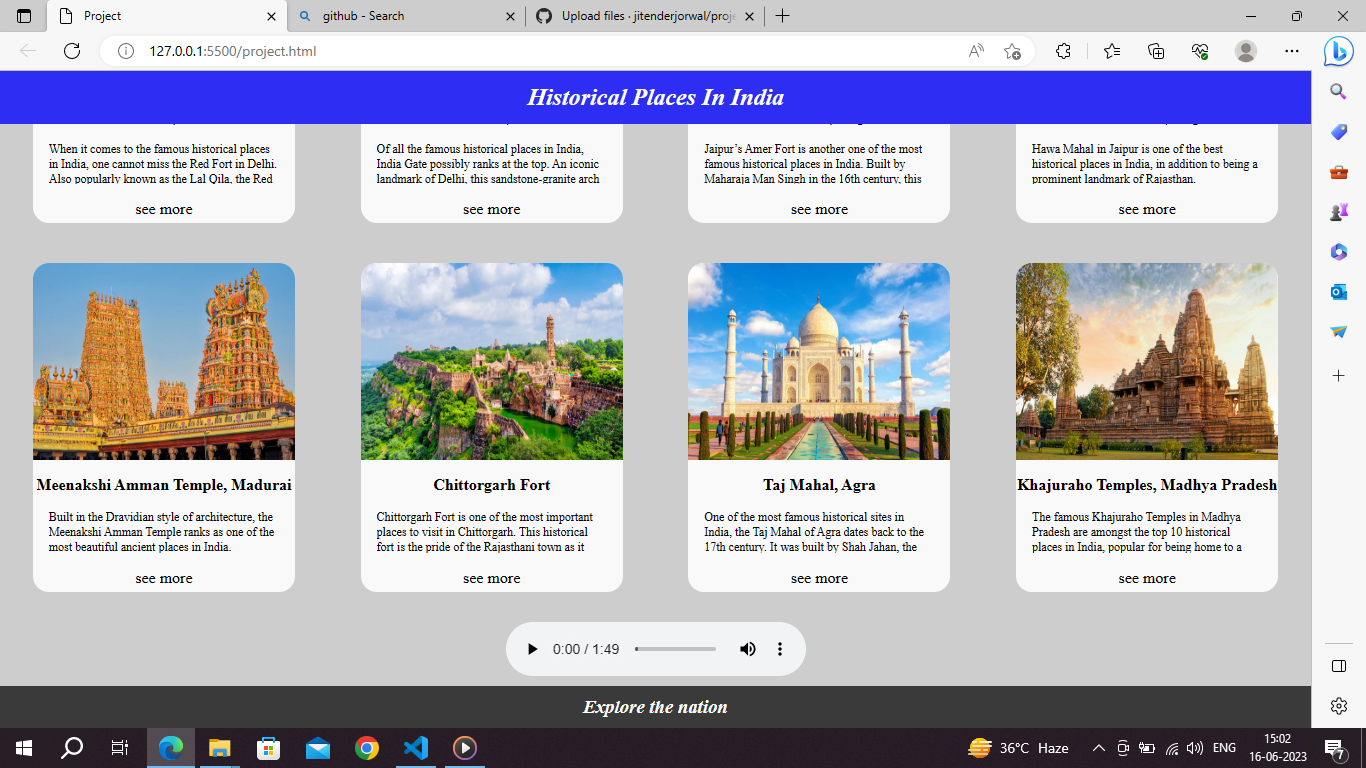 Project
github - Search
Upload files · jitenderjorwal/proje
127.0.0.1:5500/project.html
Historical Places In India
When it comes to the famous historical places
in India, one cannot miss the Red Fort in Delhi.
Also popularly known as the Lal Qila, the Red
see more
Of all the famous historical places in India,
India Gate possibly ranks at the top. An iconic
landmark of Delhi, this sandstone-granite arch
see more
Jaipur’s Amer Fort is another one of the most
famous historical places in India. Built by
Maharaja Man Singh in the 16th century, this
see more
Hawa Mahal in Jaipur is one of the best
historical places in India, in addition to being a
prominent landmark of Rajasthan.
see more
Meenakshi Amman Temple, Madurai
Built in the Dravidian style of architecture, the
Meenakshi Amman Temple ranks as one of the
most beautiful ancient places in India.
see more
Chittorgarh Fort
Chittorgarh Fort is one of the most important
places to visit in Chittorgarh. This historical
fort is the pride of the Rajasthani town as it
see more
Taj Mahal, Agra
One of the most famous historical sites in
India, the Taj Mahal of Agra dates back to the
17th century. It was built by Shah Jahan, the
see more
Khajuraho Temples, Madhya Pradesh
The famous Khajuraho Temples in Madhya
Pradesh are amongst the top 10 historical
places in India, popular for being home to a
see more
0:00 / 1:49
Explore the nation
36°C Haze
ENG
15:02
16-06-2023
7